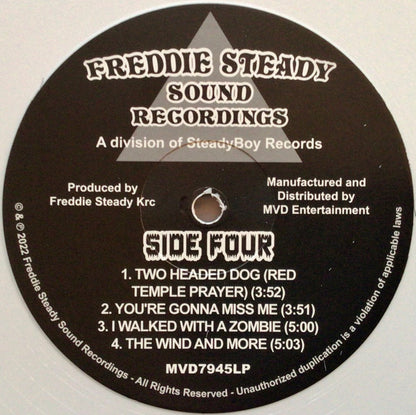 FREDDIE STEADY
SOUND
RECORDINGS
A division of SteadyBoy Records
Produced by
Freddie Steady Krc
Manufactured and
Distributed by
MVD Entertainment
SIDE FOUR
1. TWO HEADED DOG (RED
TEMPLE PRAYER) (3:52)
2. YOU'RE GONNA MISS ME (3:51)
3. I WALKED WITH A ZOMBIE (5:00)
4. THE WIND AND MORE (5:03)
MVD7945LP
© & ℗ 2022 Freddie Steady Sound Recordings - All Rights Reserved - Unauthorized duplication is a violation of applicable laws